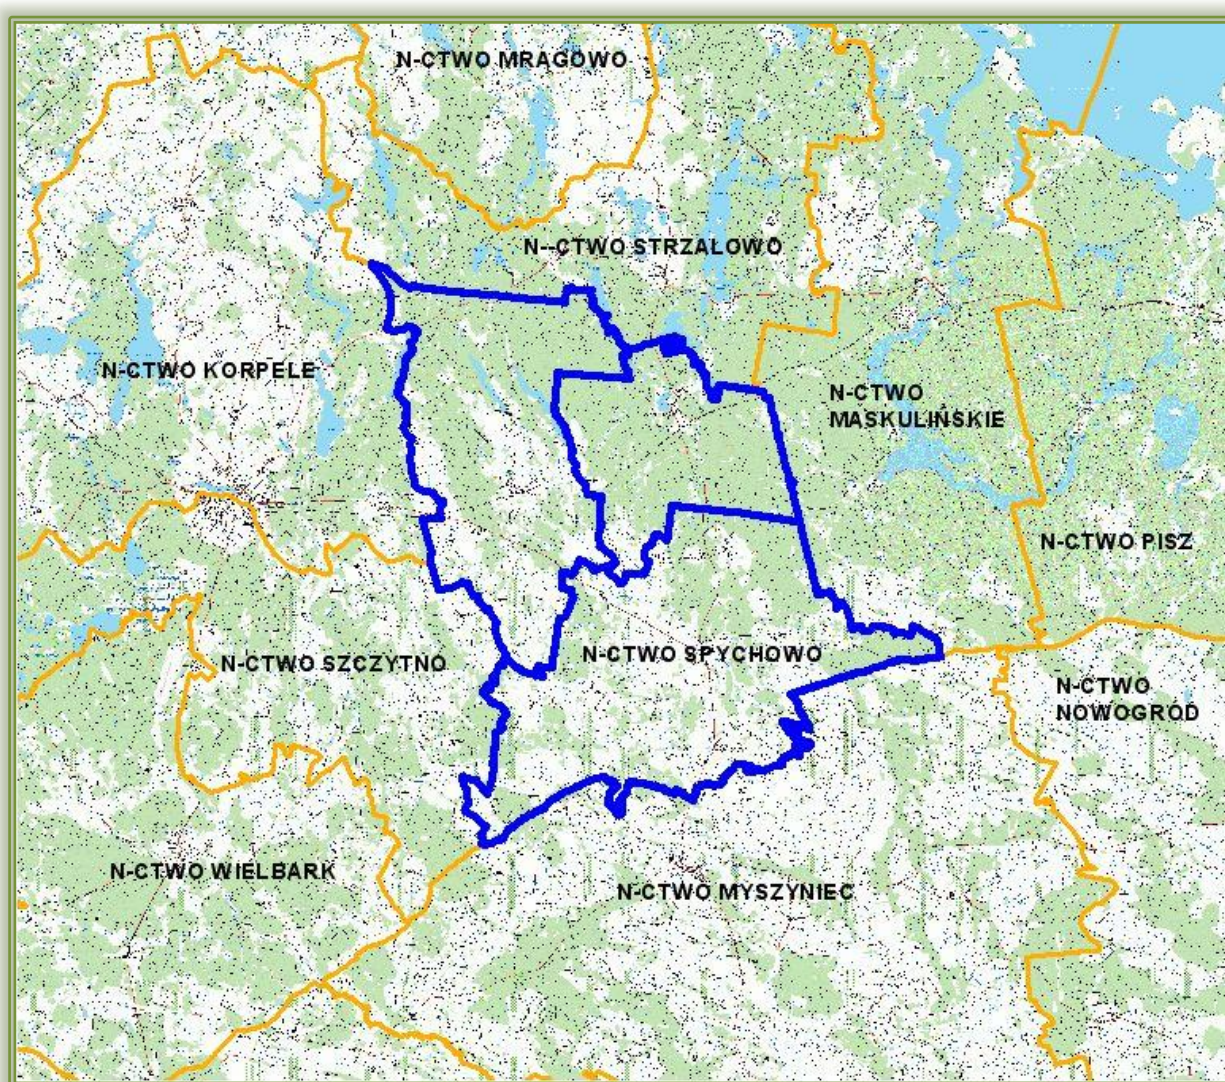 N-CTWO MRĄGOWO
N--CTWO STRZAŁOWO
N-CTWO KORPELE
N-CTWO
MASKULIŃSKIE
N-CTWO PISZ
N-CTWO SZCZYTNO
N-CTWO SPYCHOWO
N-CTWO
NOWOGRÓD
N-CTWO WIELBARK
N-CTWO MYSZYNIEC